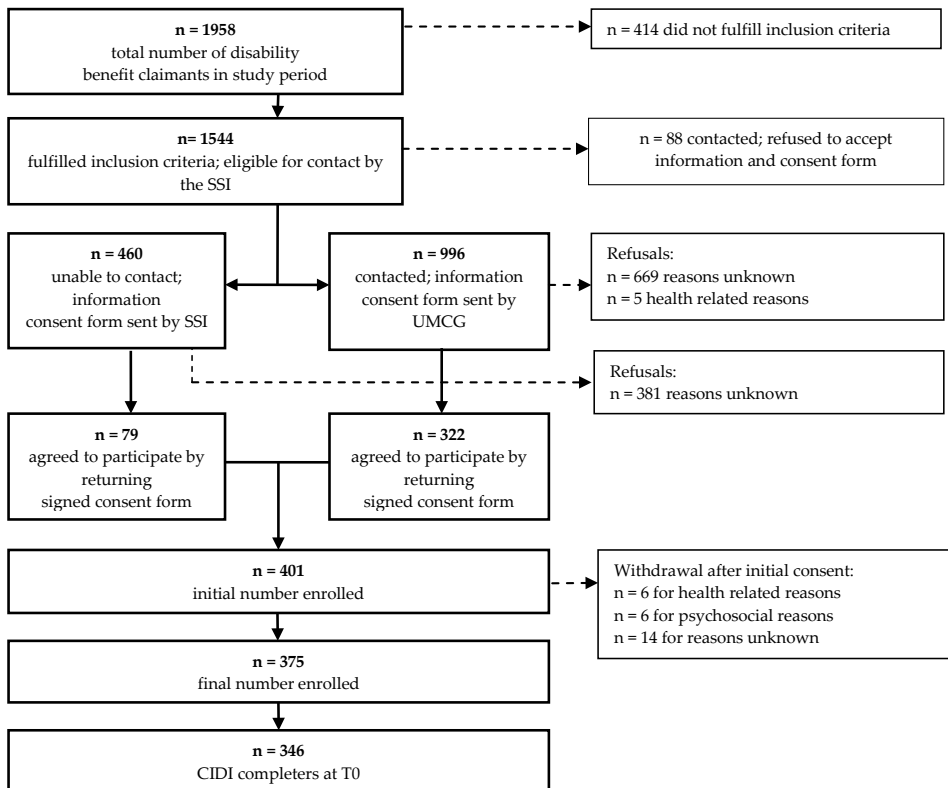 n = 1958
total number of disability
benefit claimants in study period
n = 414 did not fulfill inclusion criteria
n= 1544
fulfilled inclusion criteria; eligible for contact by
the SSI
n = 88 contacted; refused to accept
information and consent form
n = 460
unable to contact;
information
consent form sent by SSI
n = 996
contacted; information
consent form sent by
UMCG
Refusals:
n = 669 reasons unknown
n = 5 health related reasons
Refusals:
n = 381 reasons unknown
n = 79
agreed to participate by
returning
signed consent form
n = 322
agreed to participate by
returning
signed consent form
n = 401
initial number enrolled
Withdrawal after initial consent:
n = 6 for health related reasons
n = 6 for psychosocial reasons
n = 14 for reasons unknown
n = 375
final number enrolled
n = 346
CIDI completers at T0